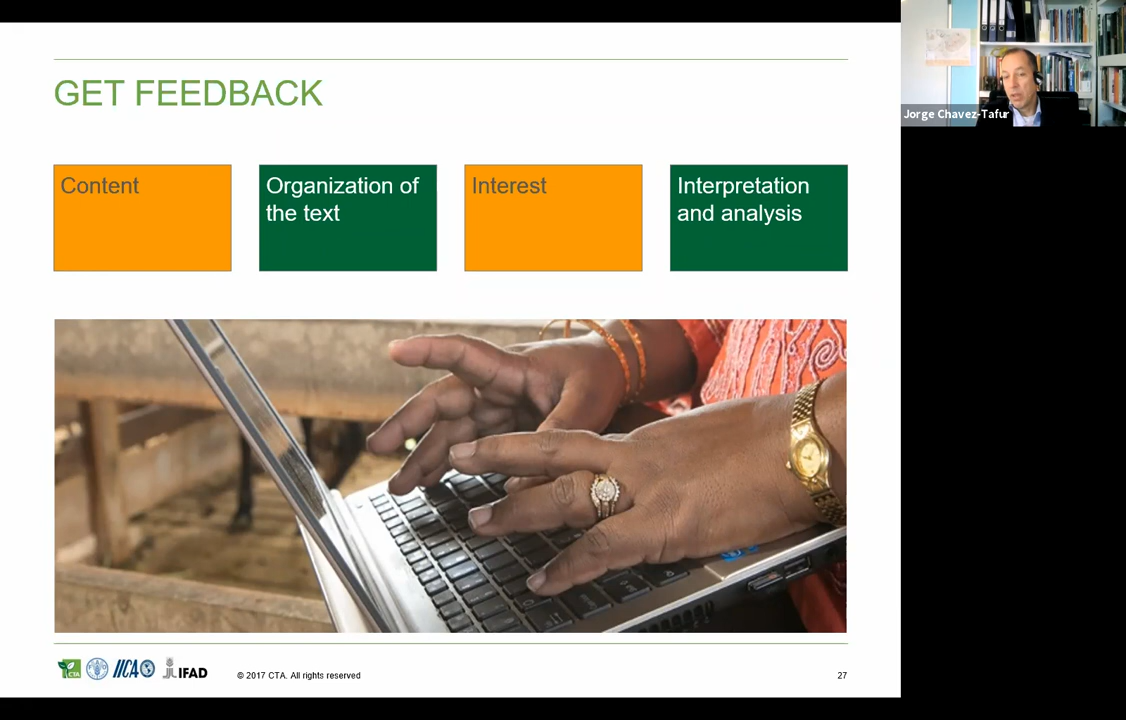 GET FEEDBACK
Jorge Chavez-Tafur
Content
Organization of
the text
Interest
Interpretation
and analysis
CTA
IICA
IFAD
© 2017 CTA. All rights reserved
27